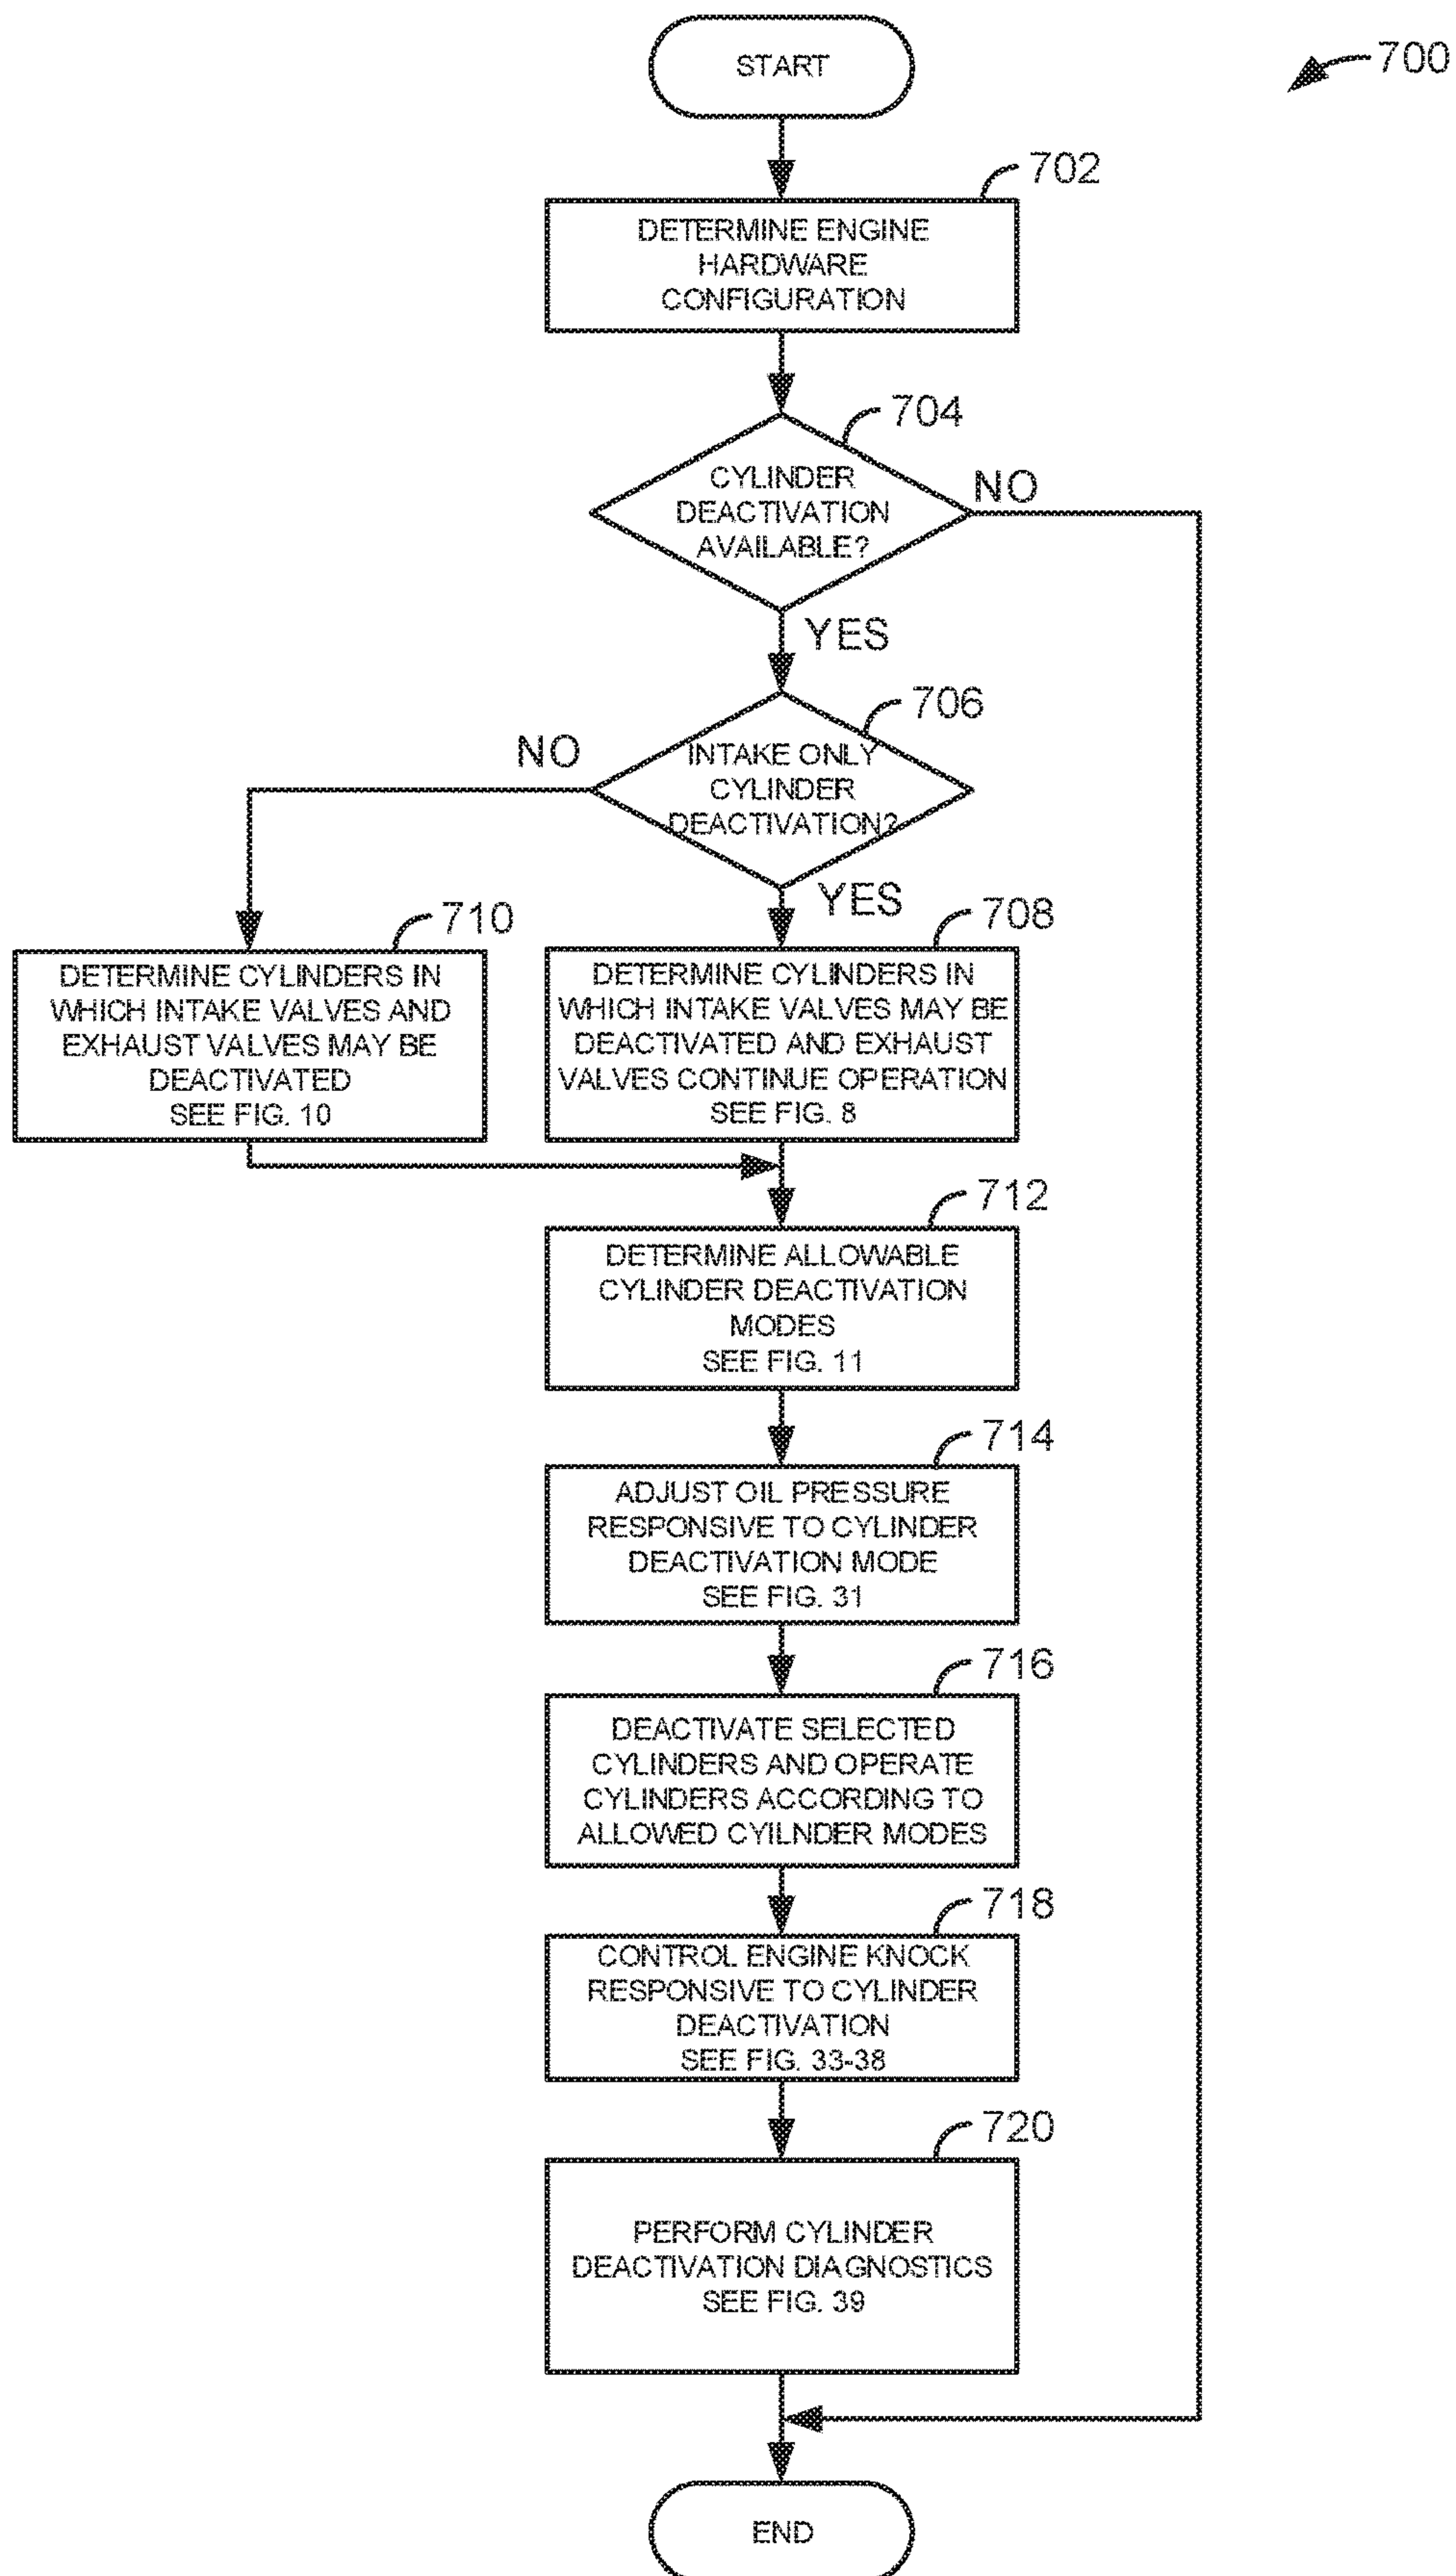 START
700
702
DETERMINE ENGINE
HARDWARE
CONFIGURATION
704
CYLINDER
DEACTIVATION
AVAILABLE?
NO
YES
706
INTAKE ONLY
CYLINDER
DEACTIVATION?
NO
YES
710
DETERMINE CYLINDERS IN
WHICH INTAKE VALVES AND
EXHAUST VALVES MAY BE
DEACTIVATED
SEE FIG. 10
708
DETERMINE CYLINDERS IN
WHICH INTAKE VALVES MAY BE
DEACTIVATED AND EXHAUST
VALVES CONTINUE OPERATION
SEE FIG. 8
712
DETERMINE ALLOWABLE
CYLINDER DEACTIVATION
MODES
SEE FIG. 11
714
ADJUST OIL PRESSURE
RESPONSIVE TO CYLINDER
DEACTIVATION MODE
SEE FIG. 31
716
DEACTIVATE SELECTED
CYLINDERS AND OPERATE
CYLINDERS ACCORDING TO
ALLOWED CYILNDER MODES
718
CONTROL ENGINE KNOCK
RESPONSIVE TO CYLINDER
DEACTIVATION
SEE FIG. 33-38
720
PERFORM CYLINDER
DEACTIVATION DIAGNOSTICS
SEE FIG. 39
END